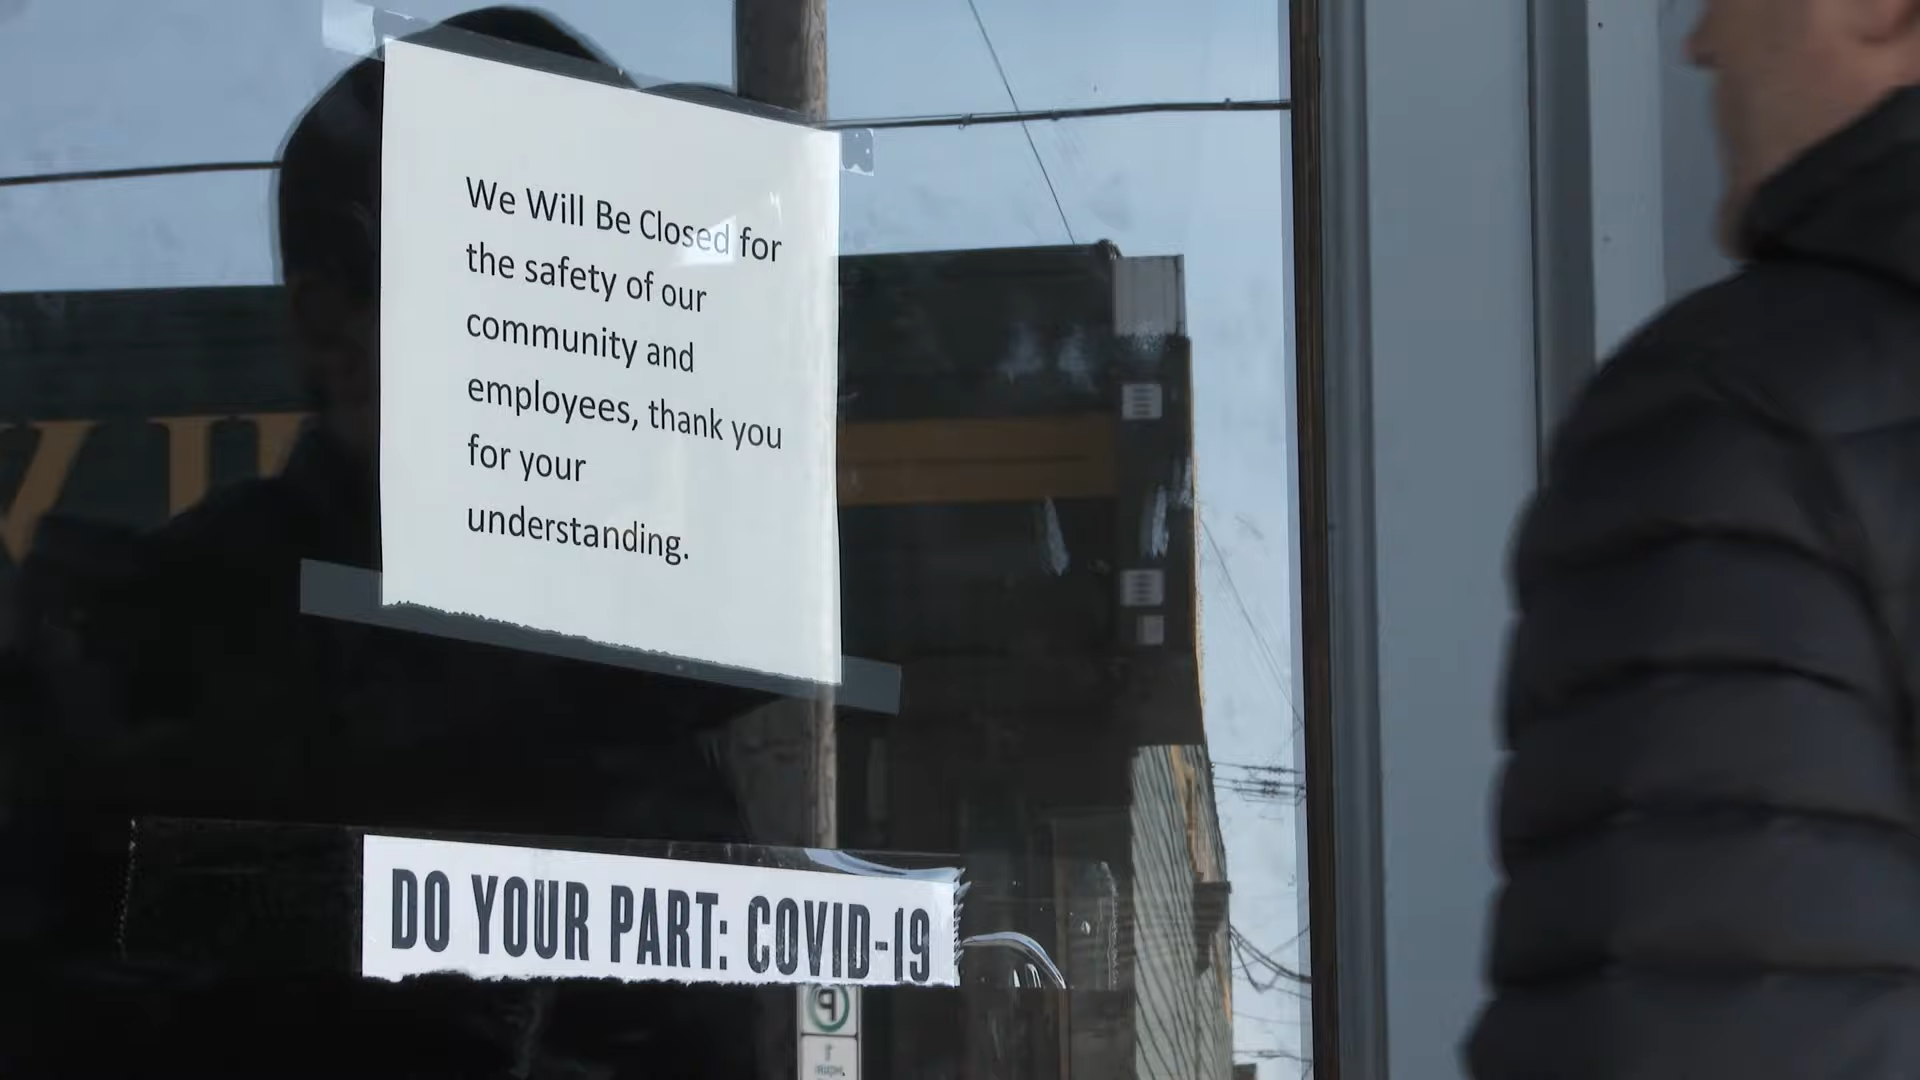 We Will Be Closed for
the safety of our
community and
employees, thank you
for your
understanding.
DO YOUR PART: COVID-19
P
1